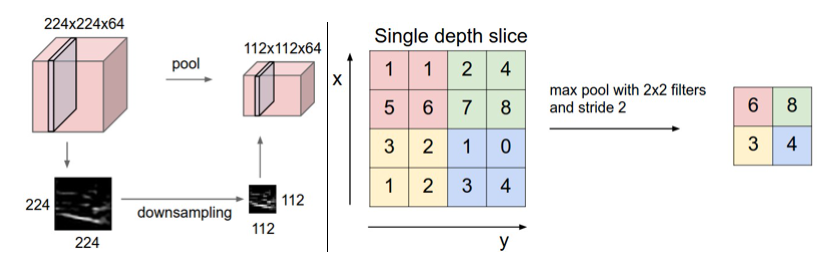 224x224x64
pool
112x112x64
224
downsampling
112
224
112
Single depth slice
x
1 1 2 4
5 6 7 8
3 2 1 0
1 2 3 4
y
max pool with 2x2 filters
and stride 2
6 8
3 4